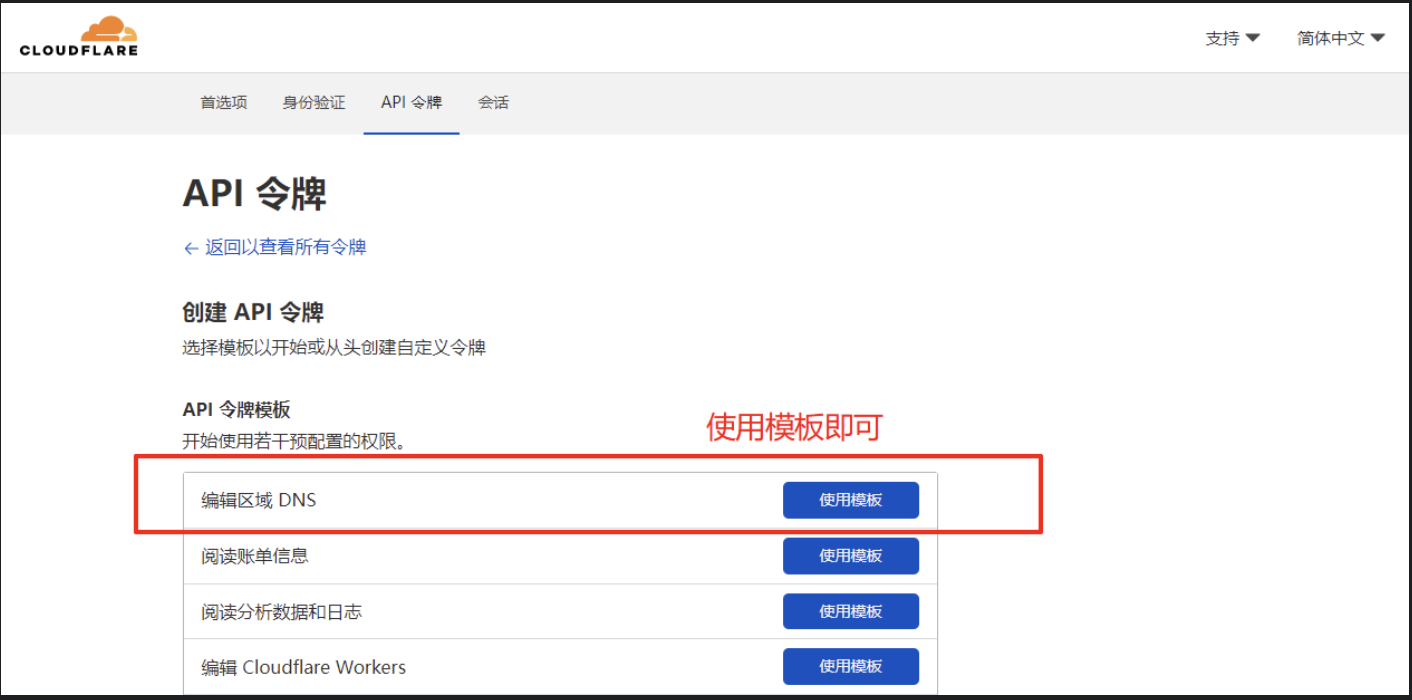 CLOUDFLARE
支持 简体中文
首选项 身份验证 API 令牌 会话
API 令牌
← 返回以查看所有令牌
创建 API 令牌
选择模板以开始或从头创建自定义令牌
API 令牌模板
使用模板即可
开始使用若干预配置的权限。
编辑区域 DNS 使用模板
阅读账单信息 使用模板
阅读分析数据和日志 使用模板
编辑 Cloudflare Workers 使用模板